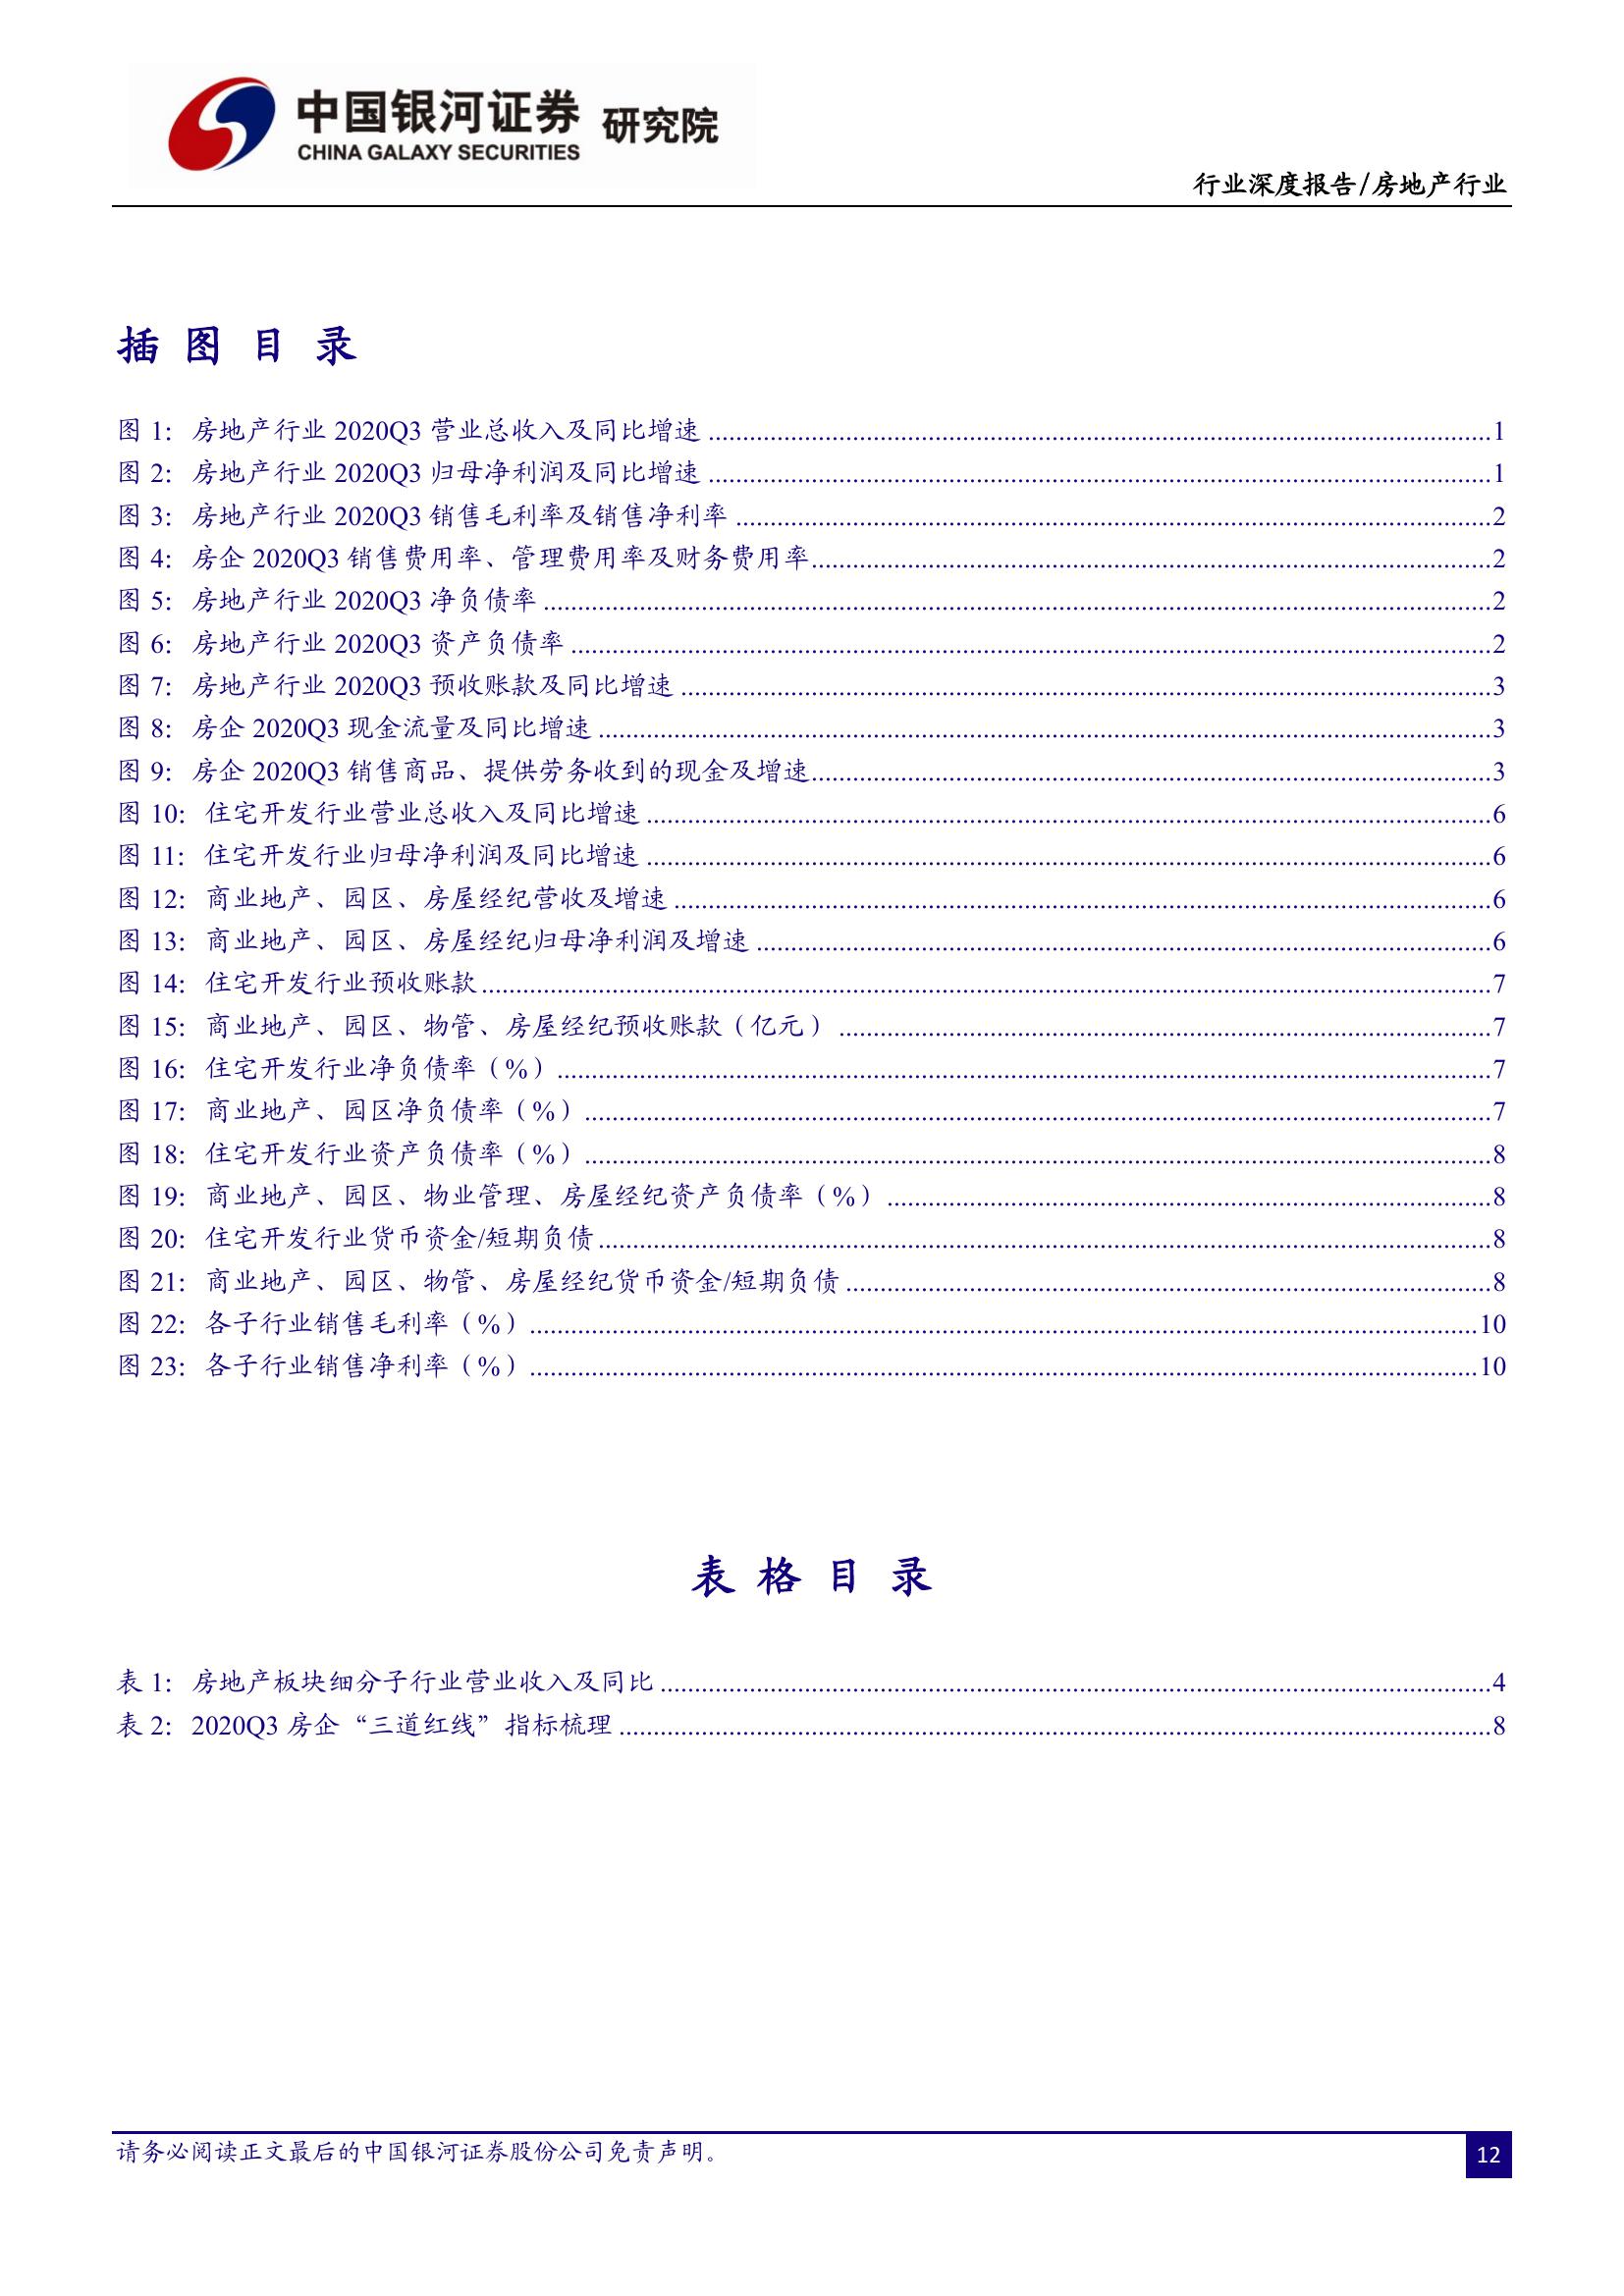 中国银河证券 研究院
CHINA GALAXY SECURITIES
行业深度报告/房地产行业
插图目录
图 1：房地产行业 2020Q3 营业总收入及同比增速 ........ 1
图 2：房地产行业 2020Q3 归母净利润及同比增速 ........ 1
图 3：房地产行业 2020Q3 销售毛利率及销售净利率 ........ 2
图 4：房企 2020Q3 销售费用率、管理费用率及财务费用率 ........ 2
图 5：房地产行业 2020Q3 净负债率 ........ 2
图 6：房地产行业 2020Q3 资产负债率 ........ 2
图 7：房地产行业 2020Q3 预收账款及同比增速 ........ 3
图 8：房企 2020Q3 现金流量及同比增速 ........ 3
图 9：房企 2020Q3 销售商品、提供劳务收到的现金及增速 ........ 3
图 10：住宅开发行业营业总收入及同比增速 ........ 6
图 11：住宅开发行业归母净利润及同比增速 ........ 6
图 12：商业地产、园区、房屋经纪营收及增速 ........ 6
图 13：商业地产、园区、房屋经纪归母净利润及增速 ........ 6
图 14：住宅开发行业预收账款 ........ 7
图 15：商业地产、园区、物管、房屋经纪预收账款（亿元） ........ 7
图 16：住宅开发行业净负债率（%） ........ 7
图 17：商业地产、园区净负债率（%） ........ 7
图 18：住宅开发行业资产负债率（%） ........ 8
图 19：商业地产、园区、物业管理、房屋经纪资产负债率（%） ........ 8
图 20：住宅开发行业货币资金/短期负债 ........ 8
图 21：商业地产、园区、物管、房屋经纪货币资金/短期负债 ........ 8
图 22：各子行业销售毛利率（%） ........ 10
图 23：各子行业销售净利率（%） ........ 10
表格目录
表 1：房地产板块细分子行业营业收入及同比 ........ 4
表 2：2020Q3 房企“三道红线”指标梳理 ........ 8
请务必阅读正文最后的中国银河证券股份公司免责声明。
12